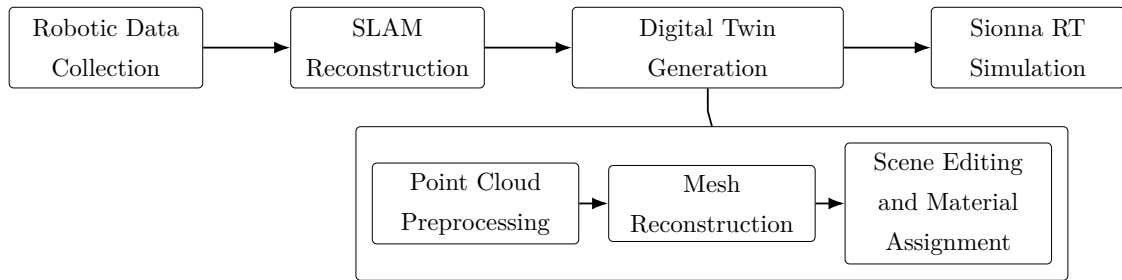 Robotic Data
Collection
SLAM
Reconstruction
Digital Twin
Generation
Sionna RT
Simulation
Point Cloud
Preprocessing
Mesh
Reconstruction
Scene Editing
and Material
Assignment